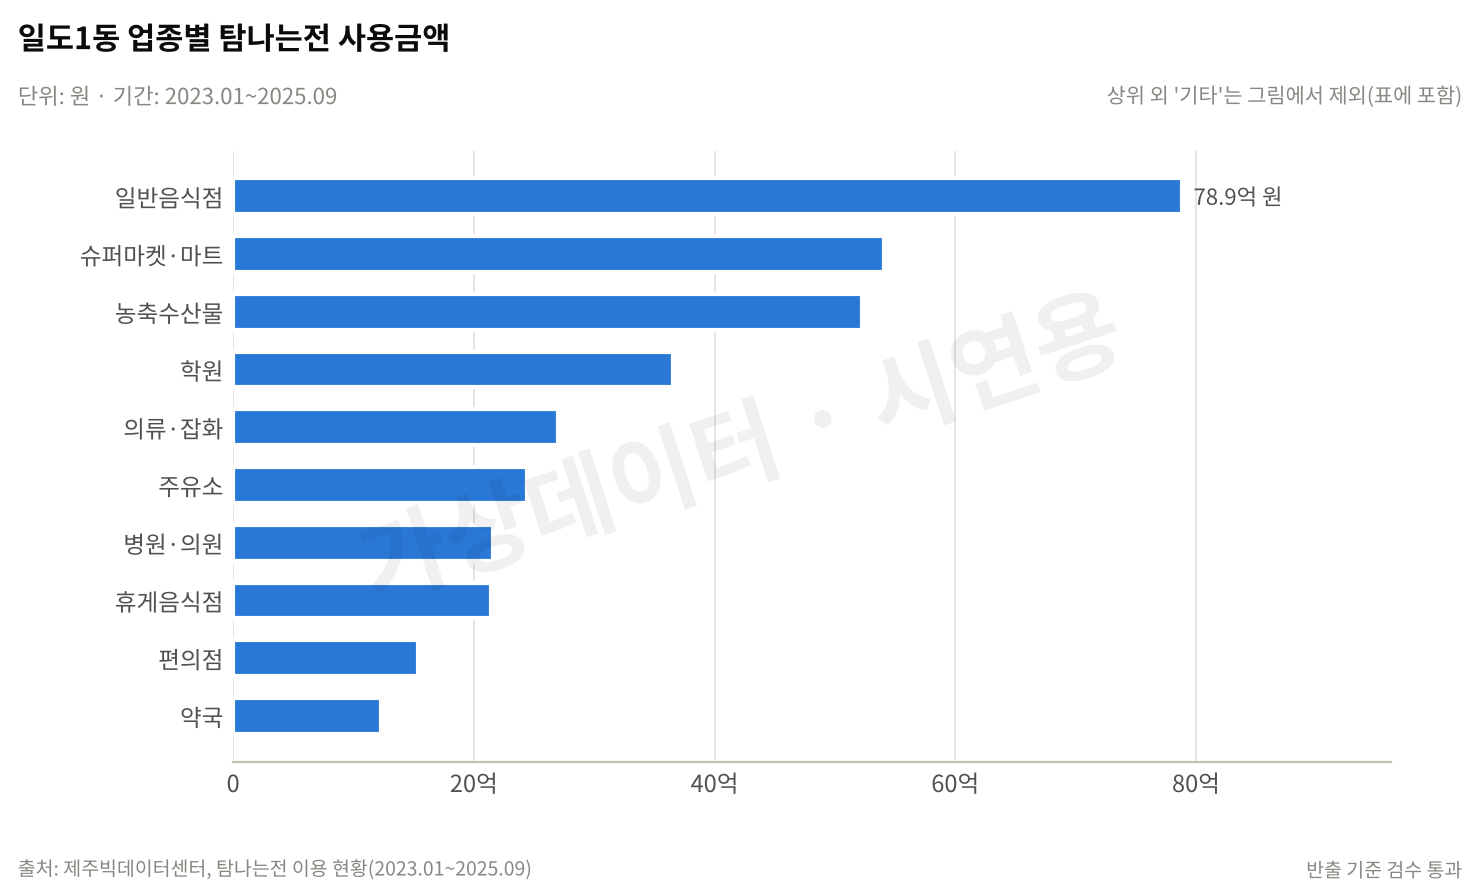 일도1동 업종별 탐나는전 사용금액
단위: 원 · 기간: 2023.01~2025.09
상위 외 '기타'는 그림에서 제외(표에 포함)
일반음식점
78.9억 원
슈퍼마켓·마트
농축수산물
학원
의류·잡화
주유소
병원·의원
휴게음식점
편의점
약국
0 20억 40억 60억 80억
가상데이터 · 시연용
출처: 제주빅데이터센터, 탐나는전 이용 현황(2023.01~2025.09)
반출 기준 검수 통과